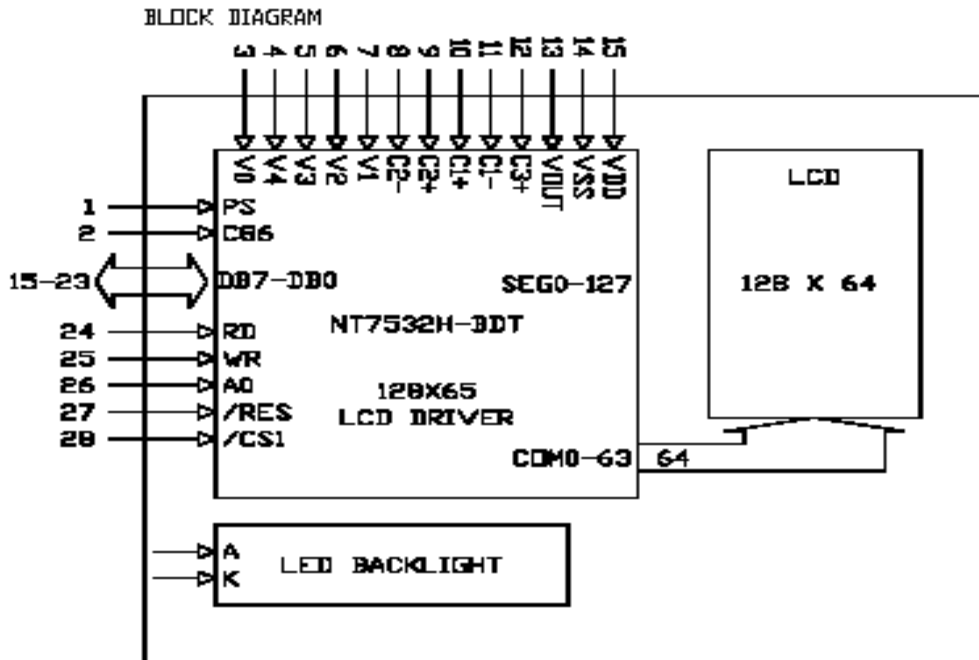 BLOCK DIAGRAM
3 4 5 6 7 8 9 10 11 12 13 14 15
V0 V4 V3 V2 V1 C2- C2+ C1+ C1- C3+ VOUT VSS VDD
LCD
1 PS
2 C86
15-23 DB7-DB0
SEG0-127
128 X 64
NT7532H-BDT
24 RD
25 WR
26 A0
128X65
27 /RES
LCD DRIVER
28 /CS1
COM0-63 64
A
LED BACKLIGHT
K